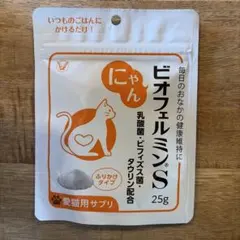 いつものごはんに
かけるだけ!
毎日のおなかの健康維持に
ビオフェルミンS
にゃん
乳酸菌・ビフィズス菌・
タウリン配合
25g
ふりかけ
タイプ
愛猫用サプリ